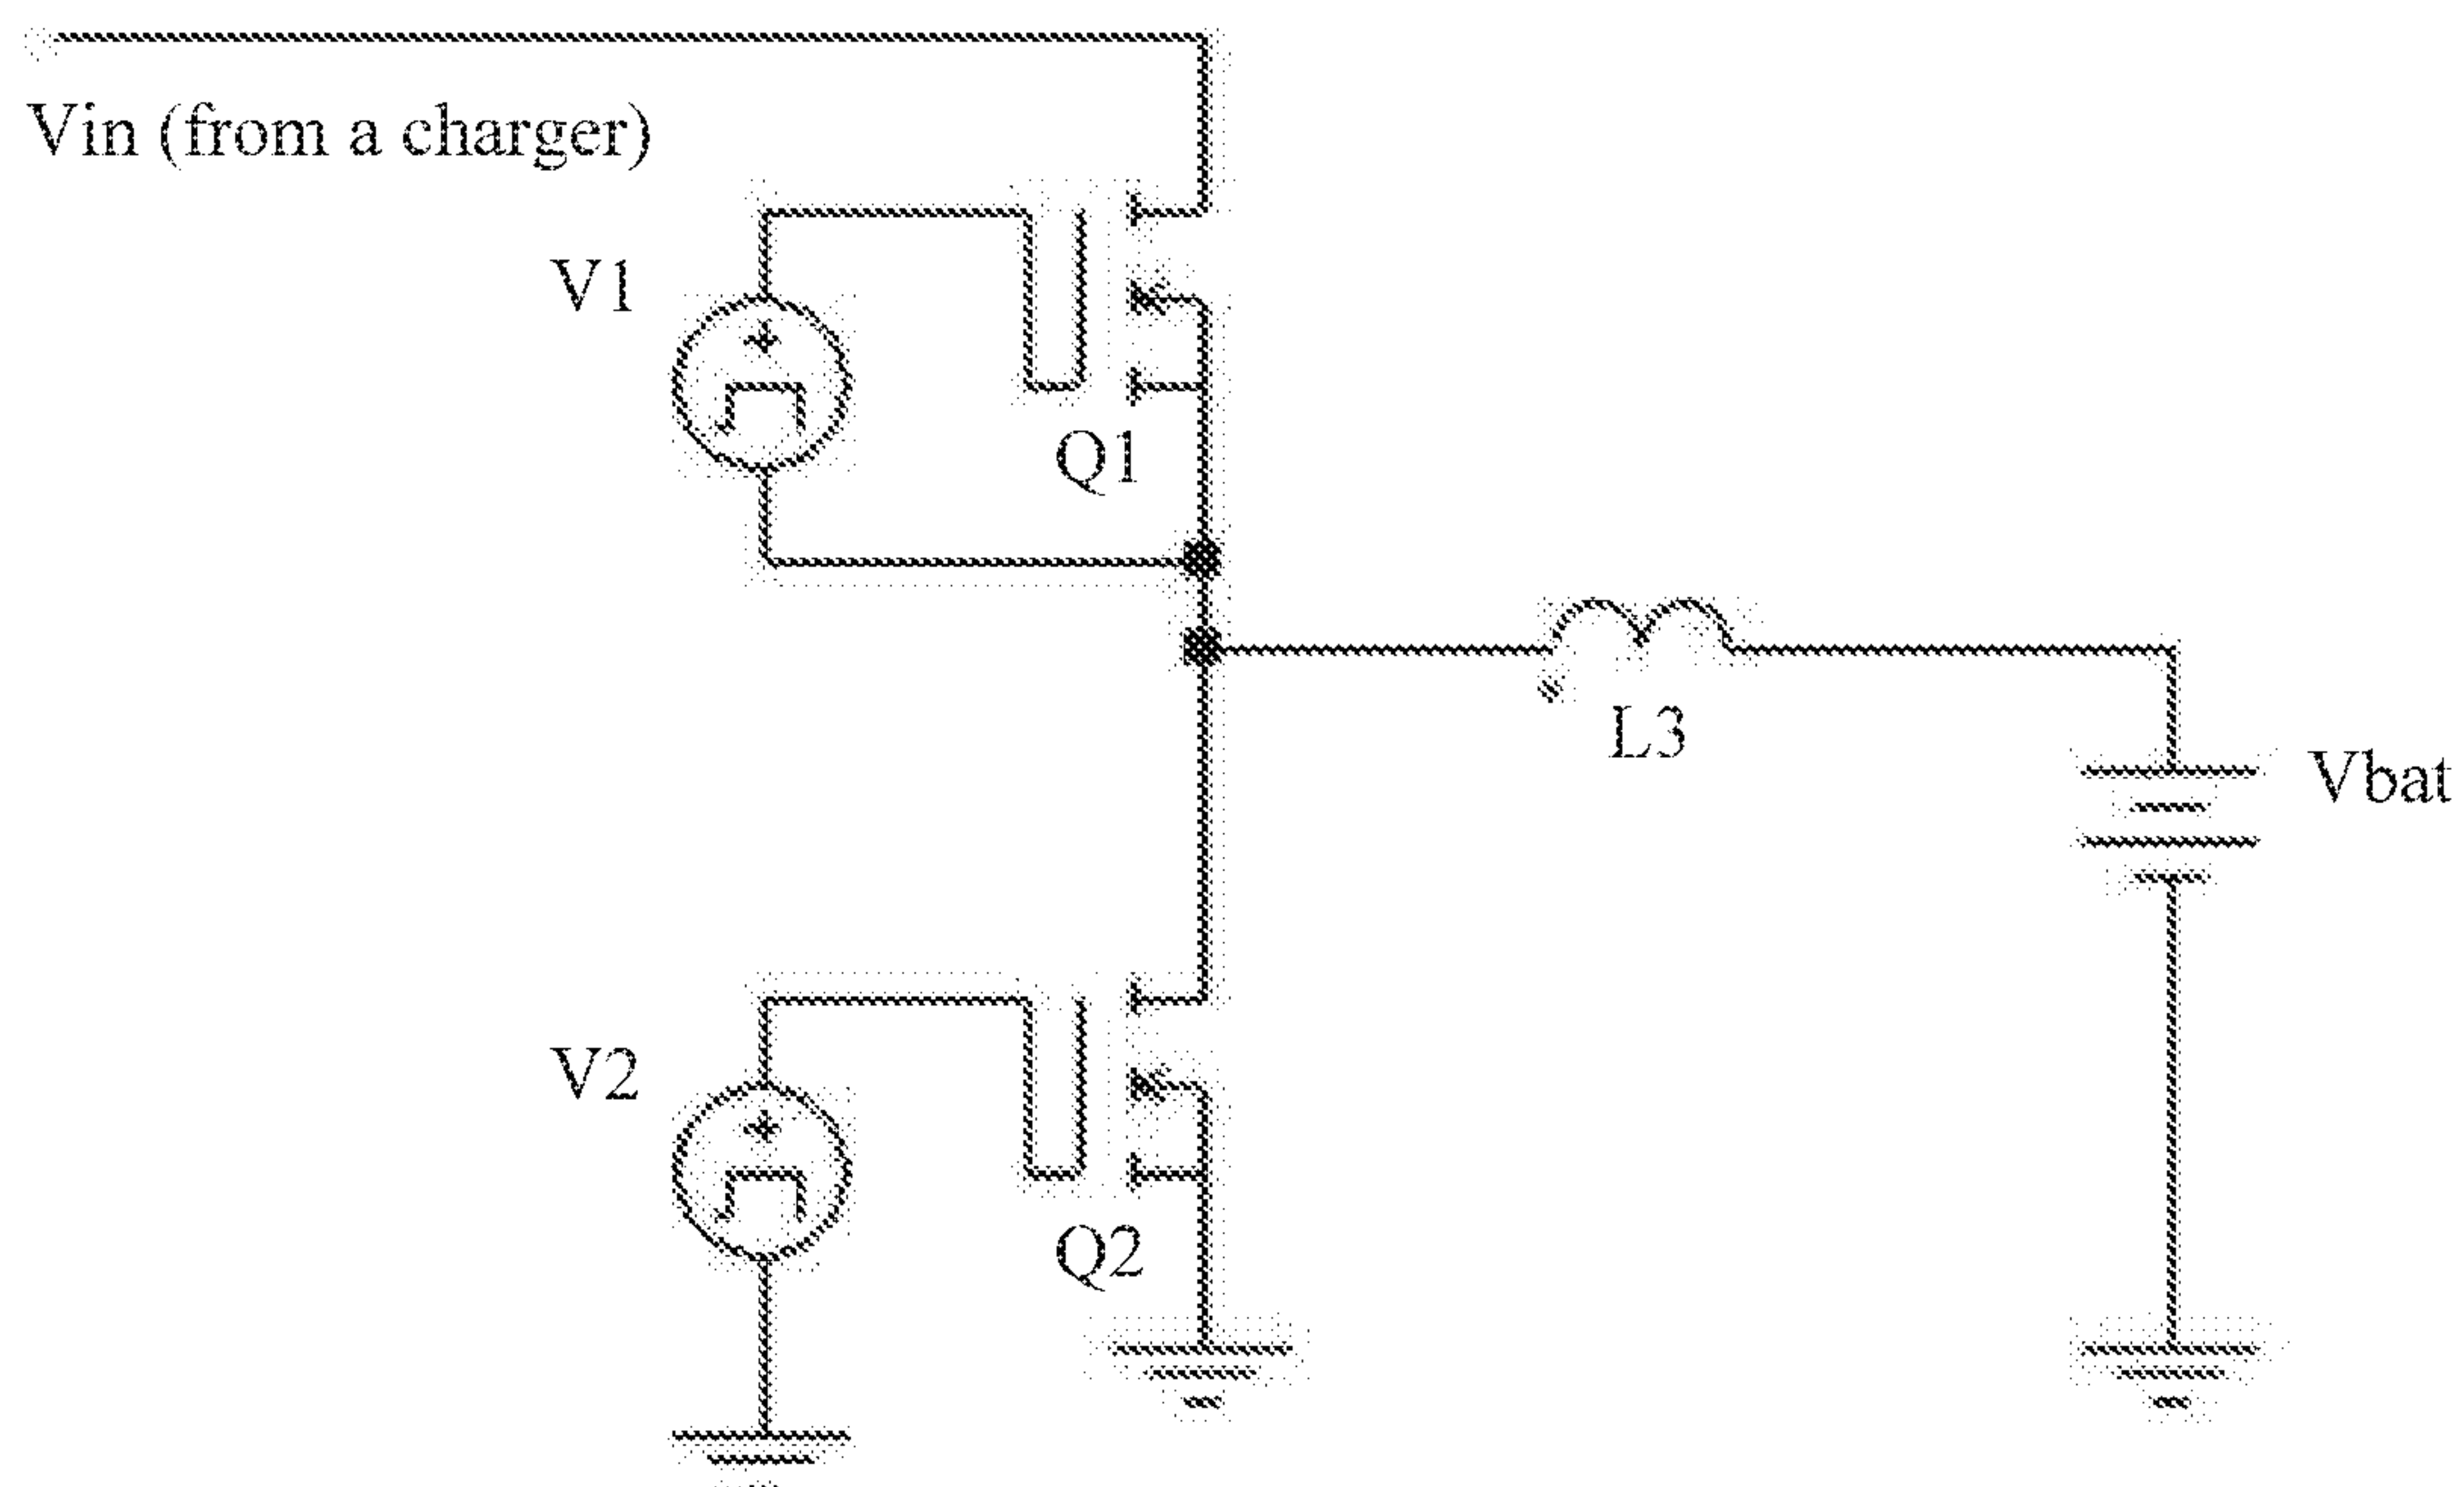 Vin (from a charger)
V1
Q1
L3
Vbat
V2
Q2